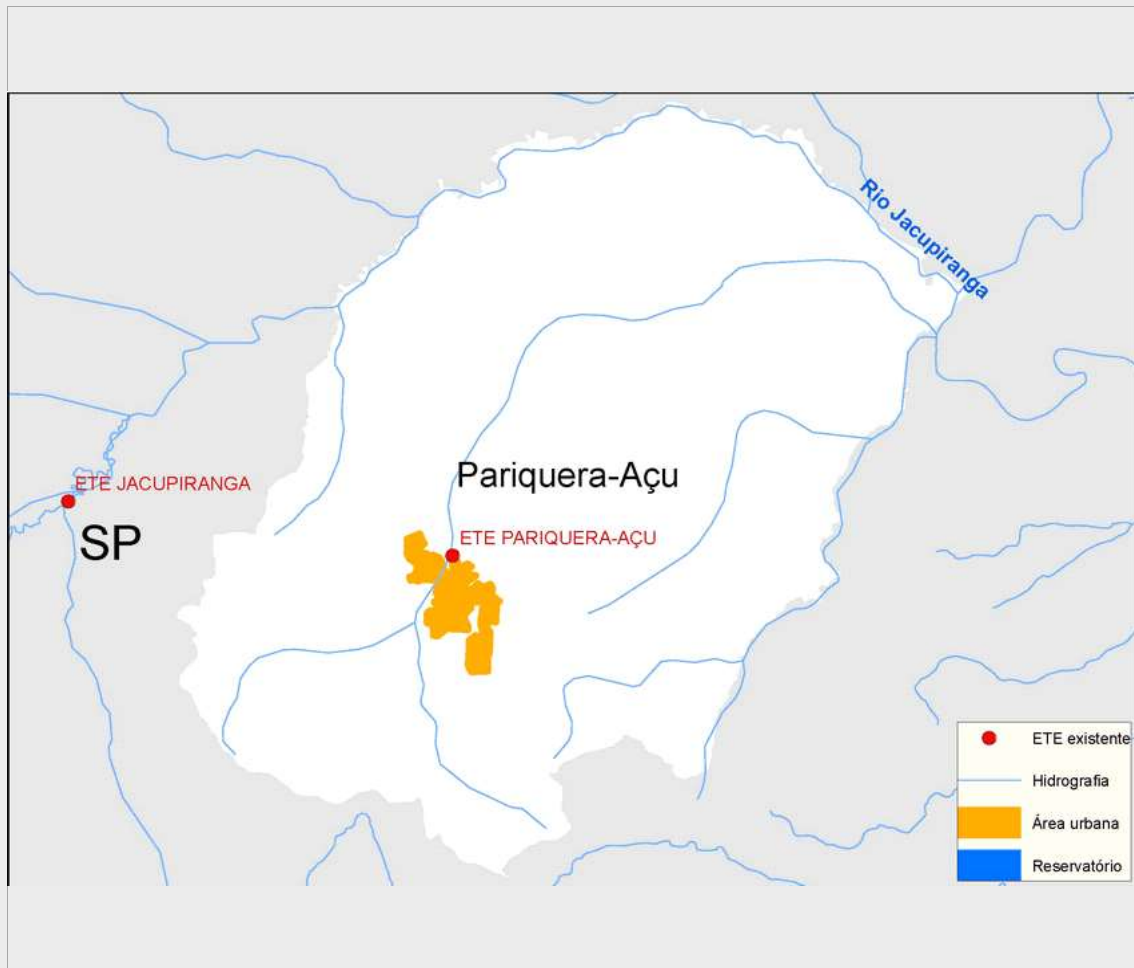 Rio Jacupiranga
Pariquera-Açu
ETE JACUPIRANGA
SP
ETE PARIQUERA-AÇU
ETE existente
Hidrografia
Área urbana
Reservatório